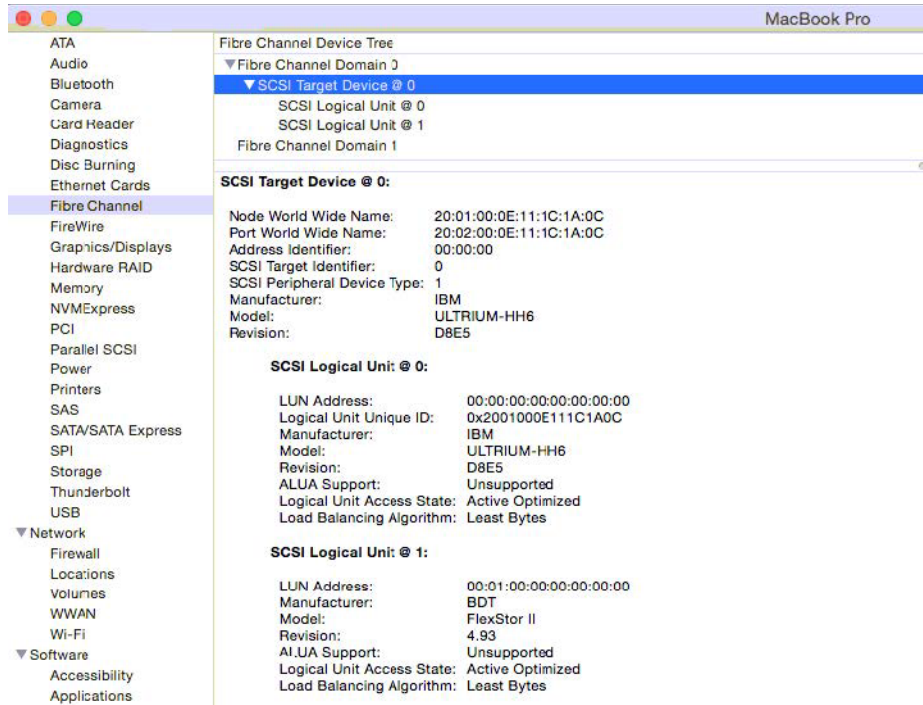 MacBook Pro
ATA
Audio
Bluetooth
Camera
Card Reader
Diagnostics
Disc Burning
Ethernet Cards
Fibre Channel
FireWire
Graphics/Displays
Hardware RAID
Memory
NVMExpress
PCI
Parallel SCSI
Power
Printers
SAS
SATA/SATA Express
SPI
Storage
Thunderbolt
USB
Network
Firewall
Locations
Volumes
WWAN
Wi-Fi
Software
Accessibility
Applications
Fibre Channel Device Tree
Fibre Channel Domain 0
SCSI Target Device @ 0
SCSI Logical Unit @ 0
SCSI Logical Unit @ 1
Fibre Channel Domain 1
SCSI Target Device @ 0:
Node World Wide Name: 20:01:00:0E:11:1C:1A:0C
Port World Wide Name: 20:02:00:0E:11:1C:1A:0C
Address Identifier: 00:00:00
SCSI Target Identifier: 0
SCSI Peripheral Device Type: 1
Manufacturer: IBM
Model: ULTRIUM-HH6
Revision: D8E5
SCSI Logical Unit @ 0:
LUN Address: 00:00:00:00:00:00:00:00
Logical Unit Unique ID: 0x2001000E111C1A0C
Manufacturer: IBM
Model: ULTRIUM-HH6
Revision: D8E5
ALUA Support: Unsupported
Logical Unit Access State: Active Optimized
Load Balancing Algorithm: Least Bytes
SCSI Logical Unit @ 1:
LUN Address: 00:01:00:00:00:00:00:00
Manufacturer: BDT
Model: FlexStor II
Revision: 4.93
ALUA Support: Unsupported
Logical Unit Access State: Active Optimized
Load Balancing Algorithm: Least Bytes